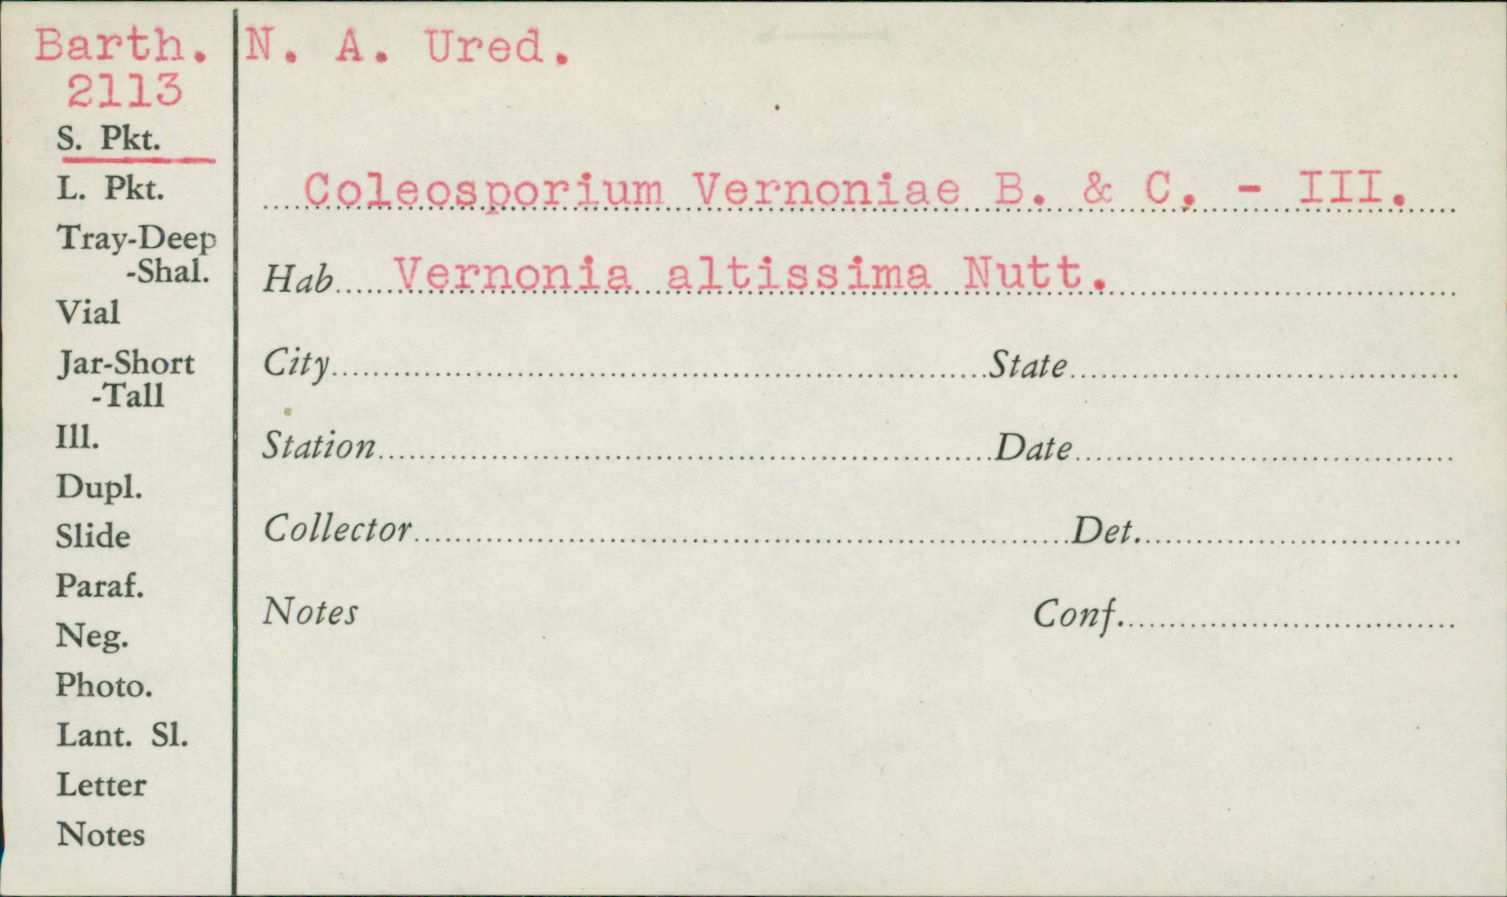 Barth. N. A. Ured.
2113
S. Pkt.
L. Pkt.
Tray-Deep
-Shal.
Vial
Jar-Short
-Tall
Ill.
Dupl.
Slide
Paraf.
Neg.
Photo.
Lant. Sl.
Letter
Notes
Coleosporium Vernoniae B. & C. - III.
Hab. Vernonia altissima Nutt.
City State
Station Date
Collector Det.
Notes Conf.